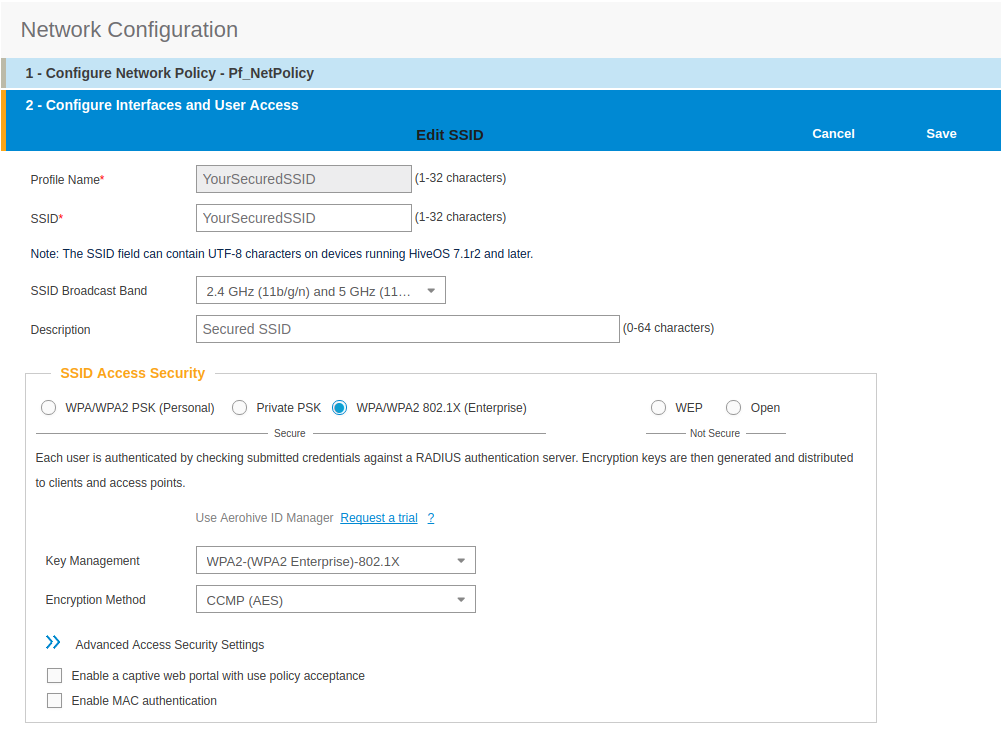 Network Configuration
1 - Configure Network Policy - Pf_NetPolicy
2 - Configure Interfaces and User Access
Edit SSID Cancel Save
Profile Name* YourSecuredSSID (1-32 characters)
SSID* YourSecuredSSID (1-32 characters)
Note: The SSID field can contain UTF-8 characters on devices running HiveOS 7.1r2 and later.
SSID Broadcast Band 2.4 GHz (11b/g/n) and 5 GHz (11...
Description Secured SSID (0-64 characters)
SSID Access Security
WPA/WPA2 PSK (Personal) Private PSK WPA/WPA2 802.1X (Enterprise) WEP Open
Secure Not Secure
Each user is authenticated by checking submitted credentials against a RADIUS authentication server. Encryption keys are then generated and distributed
to clients and access points.
Use Aerohive ID Manager Request a trial ?
Key Management WPA2-(WPA2 Enterprise)-802.1X
Encryption Method CCMP (AES)
Advanced Access Security Settings
Enable a captive web portal with use policy acceptance
Enable MAC authentication